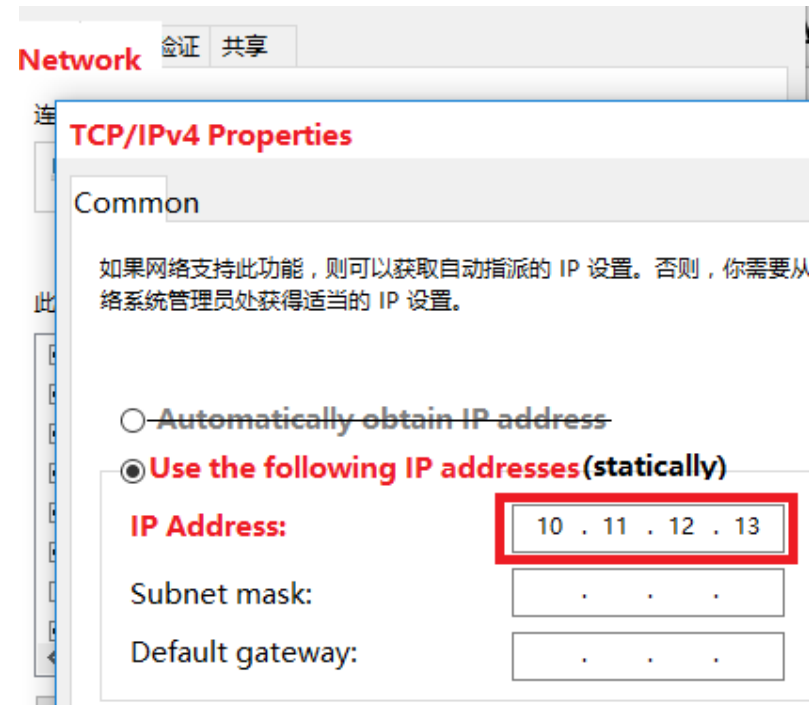 Network 验证 共享
连
TCP/IPv4 Properties
Common
如果网络支持此功能，则可以获取自动指派的 IP 设置。否则，你需要从
络系统管理员处获得适当的 IP 设置。
此
Automatically obtain IP address
Use the following IP addresses(statically)
IP Address: 10 . 11 . 12 . 13
Subnet mask: . . .
Default gateway: . . .